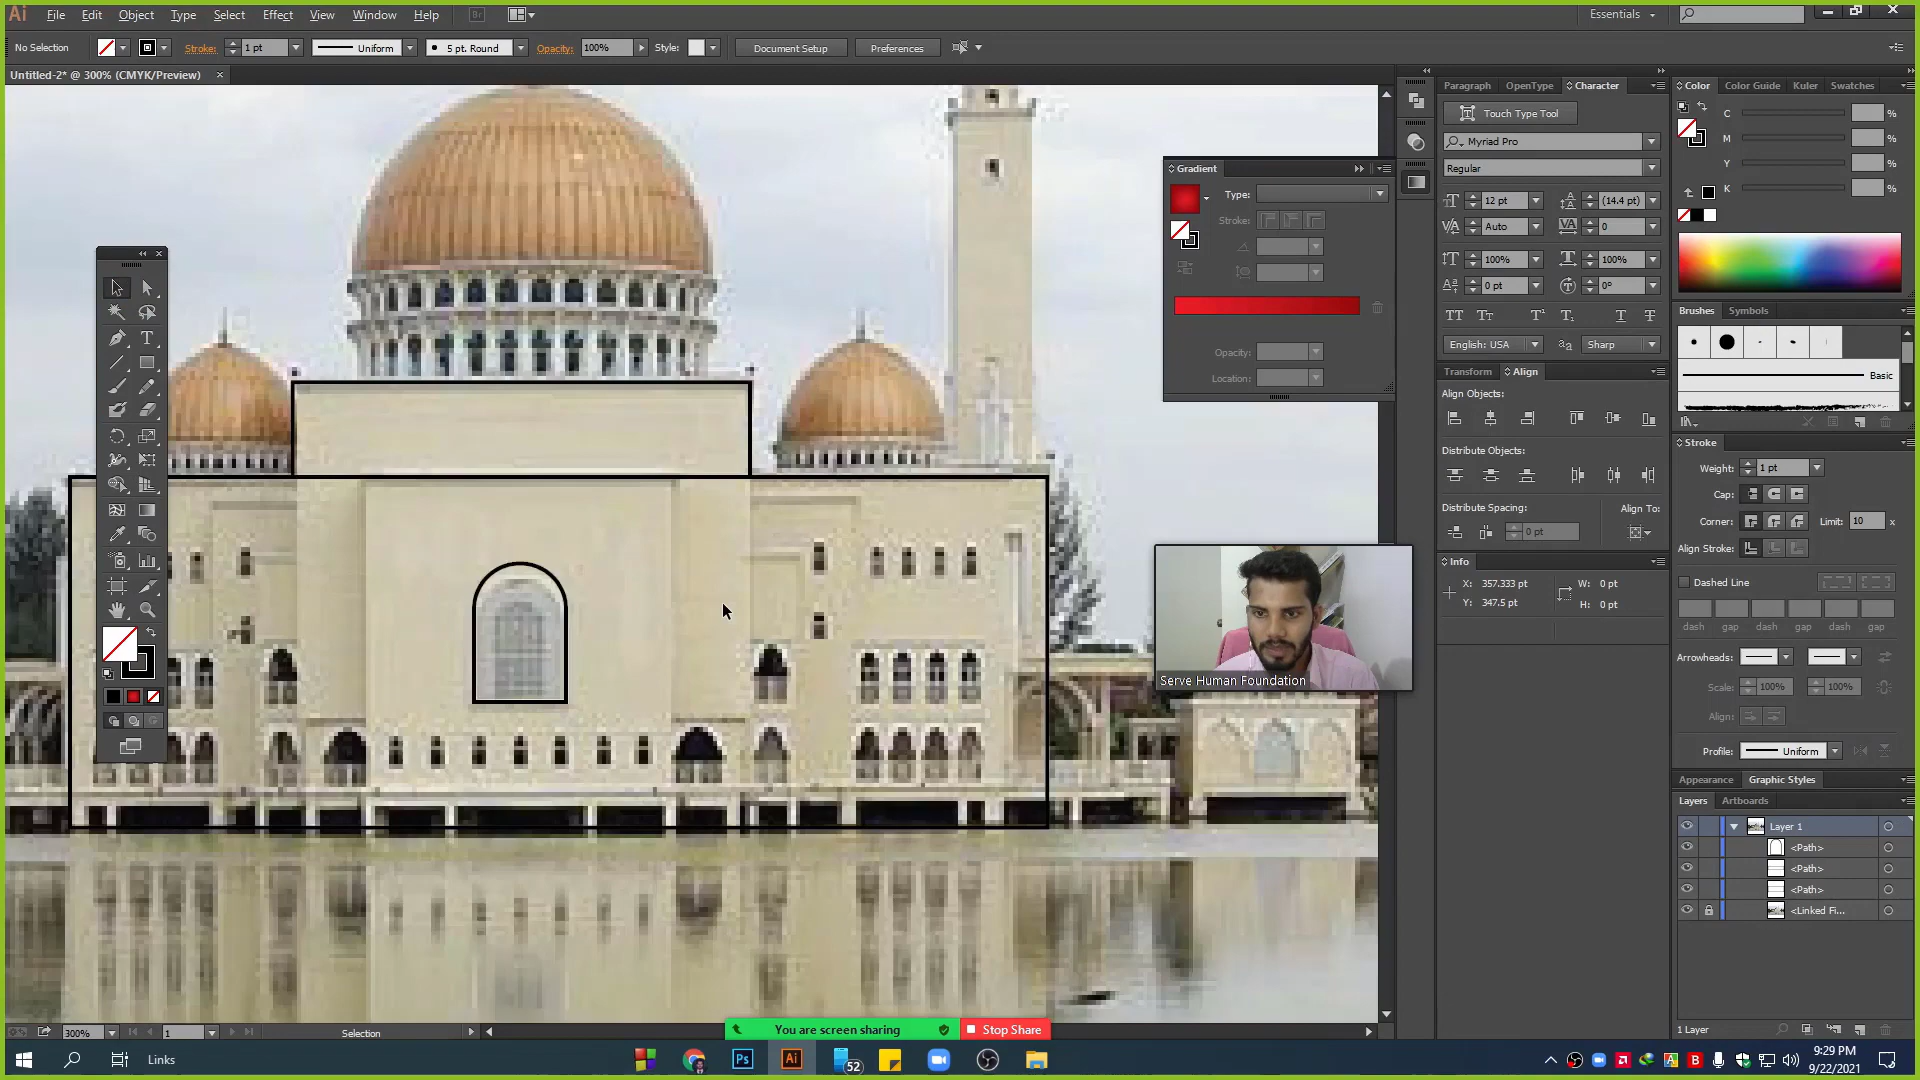 Ai File Edit Object Type Select Effect View Window Help Br Essentials
No Selection Stroke: 1 pt Uniform 5 pt. Round Opacity: 100% Style: Document Setup Preferences
Untitled-2* @ 300% (CMYK/Preview)
Paragraph OpenType Character
Touch Type Tool
Myriad Pro
Regular
12 pt (14.4 pt)
Auto 0
100% 100%
0 pt 0°
English: USA Sharp
Transform Align
Align Objects:
Distribute Objects:
Distribute Spacing: Align To:
0 pt
Info
X: 357.333 pt W: 0 pt
Y: 347.5 pt H: 0 pt
Color Color Guide Kuler Swatches
C %
M %
Y %
K %
Brushes Symbols
Basic
Stroke
Weight: 1 pt
Cap:
Corner: Limit: 10 x
Align Stroke:
Dashed Line
dash gap dash gap dash gap
Arrowheads:
Scale: 100% 100%
Align:
Profile: Uniform
Appearance Graphic Styles
Layers Artboards
Layer 1
<Path>
<Path>
<Path>
<Linked Fi...
1 Layer
Gradient
Type:
Stroke:
Opacity:
Location:
Serve Human Foundation
300% 1 Selection
You are screen sharing Stop Share
Links Ps Ai 52
9:29 PM
9/22/2021